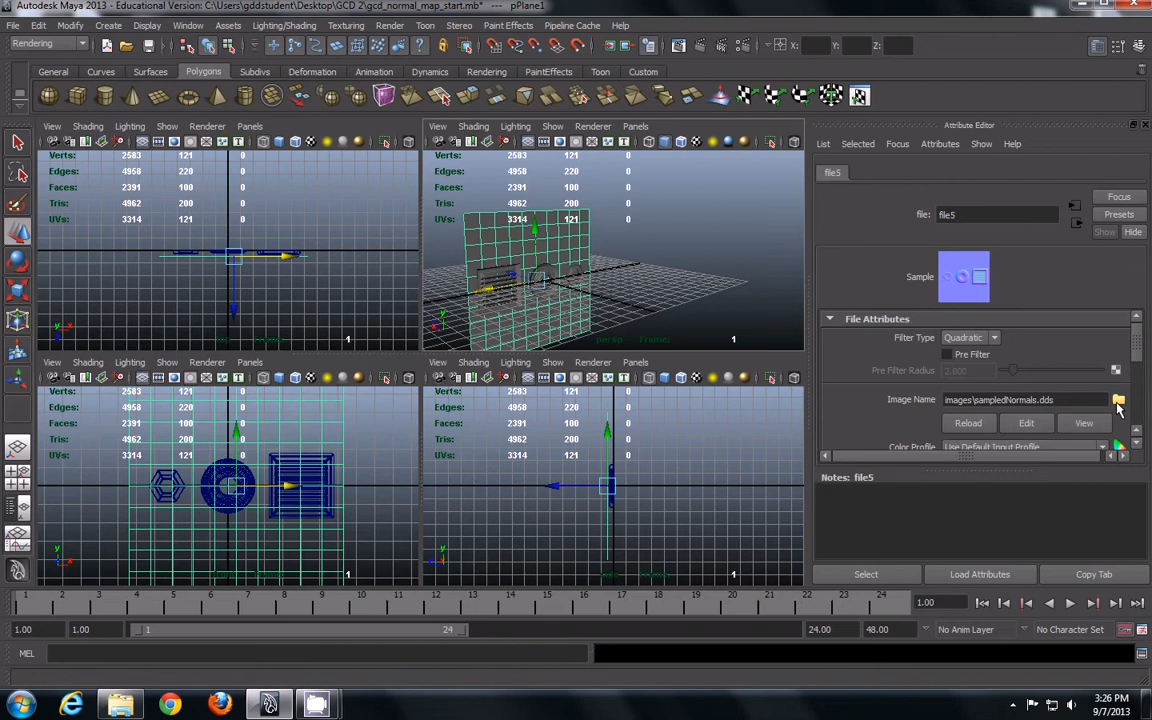 Autodesk Maya 2013 - Educational Version: C:\Users\gddstudent\Desktop\GCD 2\gcd_normal_map_start.mb* - pPlane1
File Edit Modify Create Display Window Assets Lighting/Shading Texturing Render Toon Stereo Paint Effects Pipeline Cache Help
Rendering X: Y: Z:
General Curves Surfaces Polygons Subdivs Deformation Animation Dynamics Rendering PaintEffects Toon Custom
View Shading Lighting Show Renderer Panels
Verts: 2583 121 0
Edges: 4958 220 0
Faces: 2391 100 0
Tris: 4962 200 0
UVs: 3314 121 0
1
View Shading Lighting Show Renderer Panels
Verts: 2583 121 0
Edges: 4958 220 0
Faces: 2391 100 0
Tris: 4962 200 0
UVs: 3314 121 0
persp Frame: 1
View Shading Lighting Show Renderer Panels
Verts: 2583 121 0
Edges: 4958 220 0
Faces: 2391 100 0
Tris: 4962 200 0
UVs: 3314 121 0
1
View Shading Lighting Show Renderer Panels
Verts: 2583 121 0
Edges: 4958 220 0
Faces: 2391 100 0
Tris: 4962 200 0
UVs: 3314 121 0
1
Attribute Editor
List Selected Focus Attributes Show Help
file5
Focus
file: file5 Presets
Show Hide
Sample
File Attributes
Filter Type Quadratic
Pre Filter
Pre Filter Radius 2.000
Image Name images\sampledNormals.dds
Reload Edit View
Color Profile Use Default Input Profile
Notes: file5
Select Load Attributes Copy Tab
1 2 3 4 5 6 7 8 9 10 11 12 13 14 15 16 17 18 19 20 21 22 23 24 1.00
1.00 1.00 1 24 24.00 48.00 No Anim Layer No Character Set
MEL
3:26 PM
9/7/2013